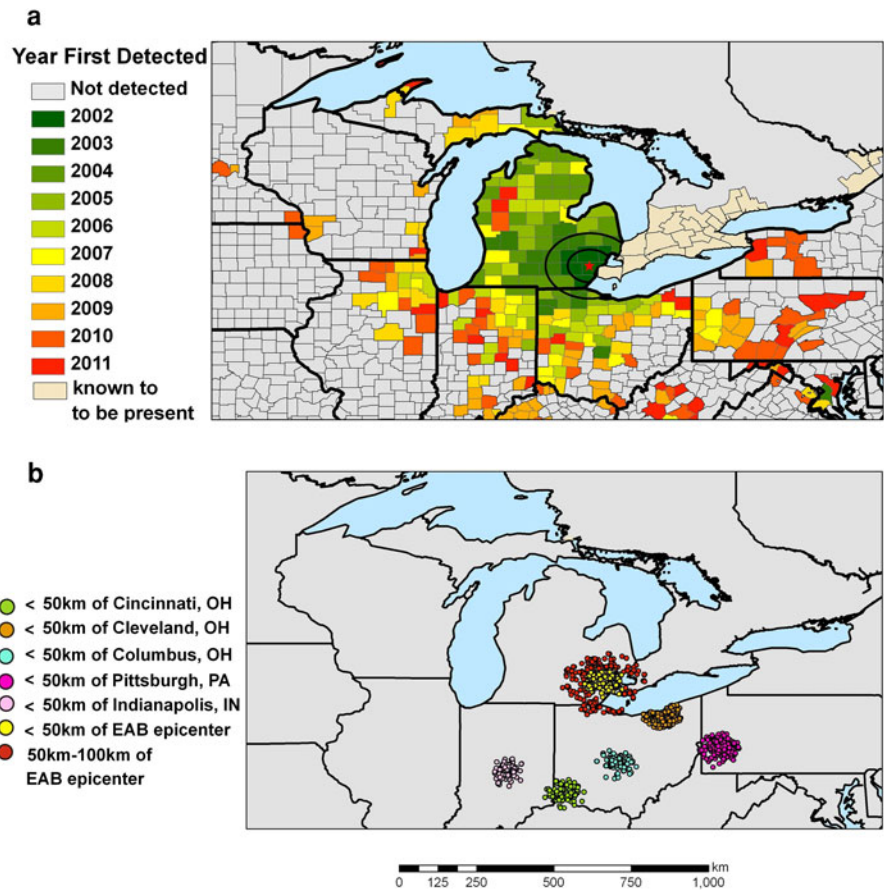 a
Year First Detected
Not detected
2002
2003
2004
2005
2006
2007
2008
2009
2010
2011
known to
to be present
b
< 50km of Cincinnati, OH
< 50km of Cleveland, OH
< 50km of Columbus, OH
< 50km of Pittsburgh, PA
< 50km of Indianapolis, IN
< 50km of EAB epicenter
50km-100km of
EAB epicenter
km
0 125 250 500 750 1,000